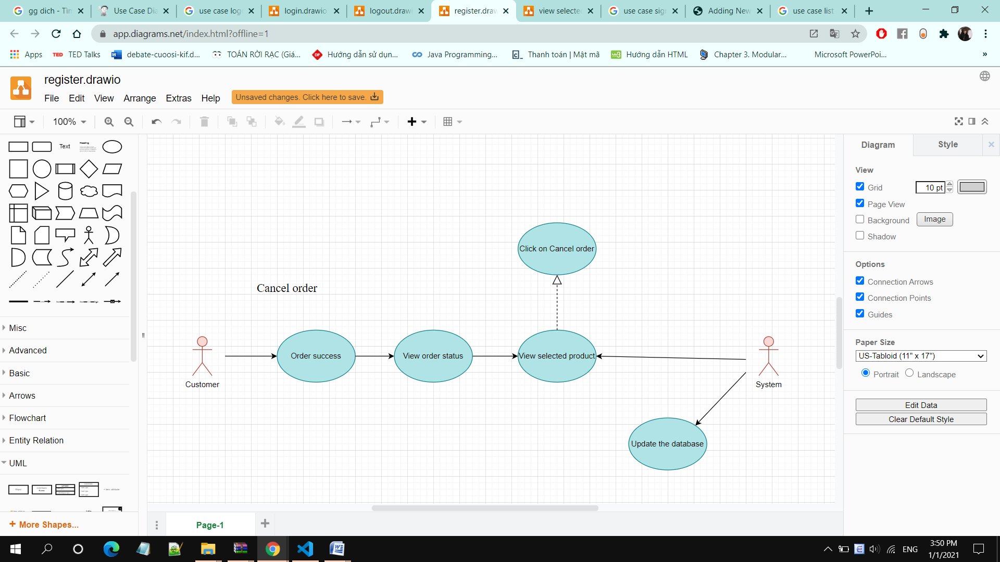 gg dich - Tìn
Use Case Dia
use case log
login.drawio
logout.draw
register.draw
view selecte
use case sig
Adding New
use case list
app.diagrams.net/index.html?offline=1
Apps
TED TED Talks
debate-cuoosi-kif.d...
TOÁN RỜI RẠC (Giá...
Hướng dẫn sử dụn...
Java Programming...
Thanh toán | Mật mã
Hướng dẫn HTML
Chapter 3. Modular...
Microsoft PowerPoi...
»
register.drawio
File Edit View Arrange Extras Help
Unsaved changes. Click here to save.
100%
Text
Heading
Misc
Advanced
Basic
Arrows
Flowchart
Entity Relation
UML
+ More Shapes...
Click on Cancel order
Cancel order
Customer
Order success
View order status
View selected product
System
Update the database
Page-1
Diagram
Style
View
Grid
10 pt
Page View
Background
Image
Shadow
Options
Connection Arrows
Connection Points
Guides
Paper Size
US-Tabloid (11" x 17")
Portrait
Landscape
Edit Data
Clear Default Style
ENG
3:50 PM
1/1/2021